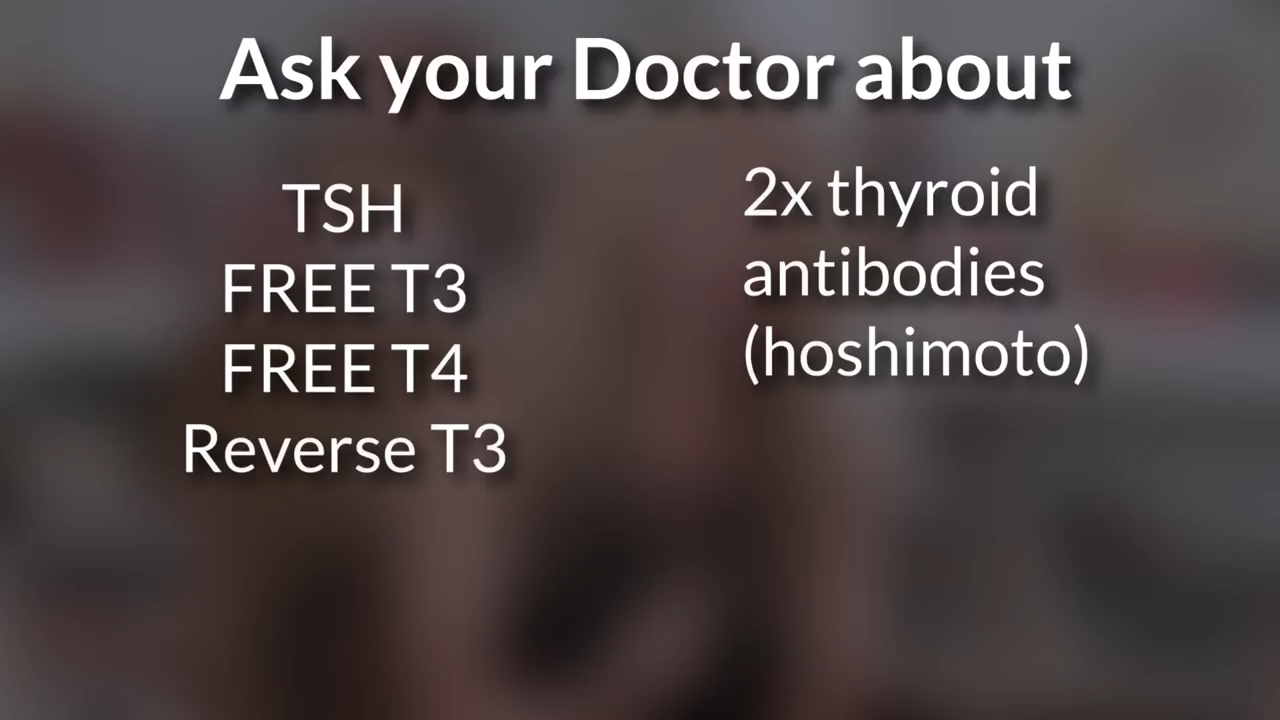 Ask your Doctor about
TSH
FREE T3
FREE T4
Reverse T3
2x thyroid
antibodies
(hoshimoto)